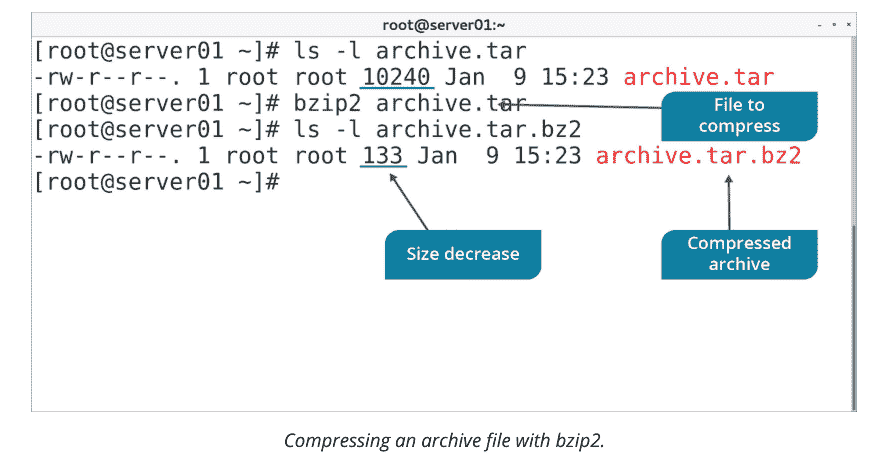 root@server01:~
[root@server01 ~]# ls -l archive.tar
-rw-r--r--. 1 root root 10240 Jan  9 15:23 archive.tar
[root@server01 ~]# bzip2 archive.tar
[root@server01 ~]# ls -l archive.tar.bz2
-rw-r--r--. 1 root root 133 Jan  9 15:23 archive.tar.bz2
[root@server01 ~]#
File to
compress
Size decrease
Compressed
archive
Compressing an archive file with bzip2.